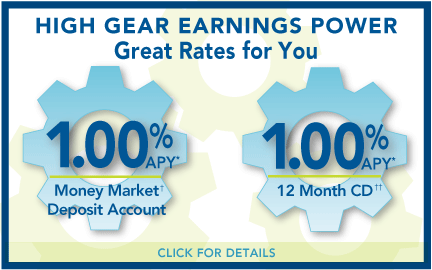 HIGH GEAR EARNINGS POWER
Great Rates for You
1.00% APY*
Money Market†
Deposit Account
1.00% APY*
12 Month CD††
CLICK FOR DETAILS